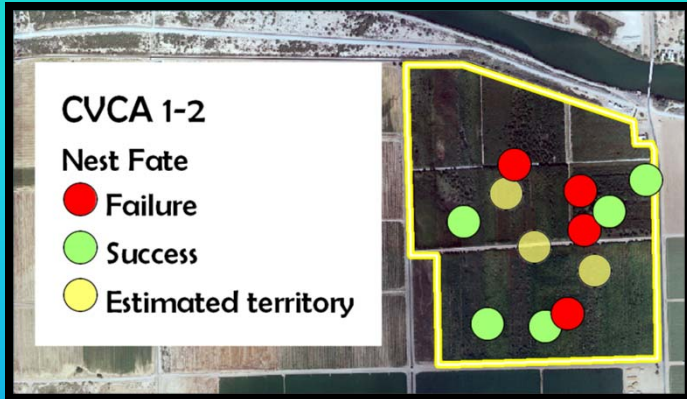 CVCA 1-2
Nest Fate
Failure
Success
Estimated territory